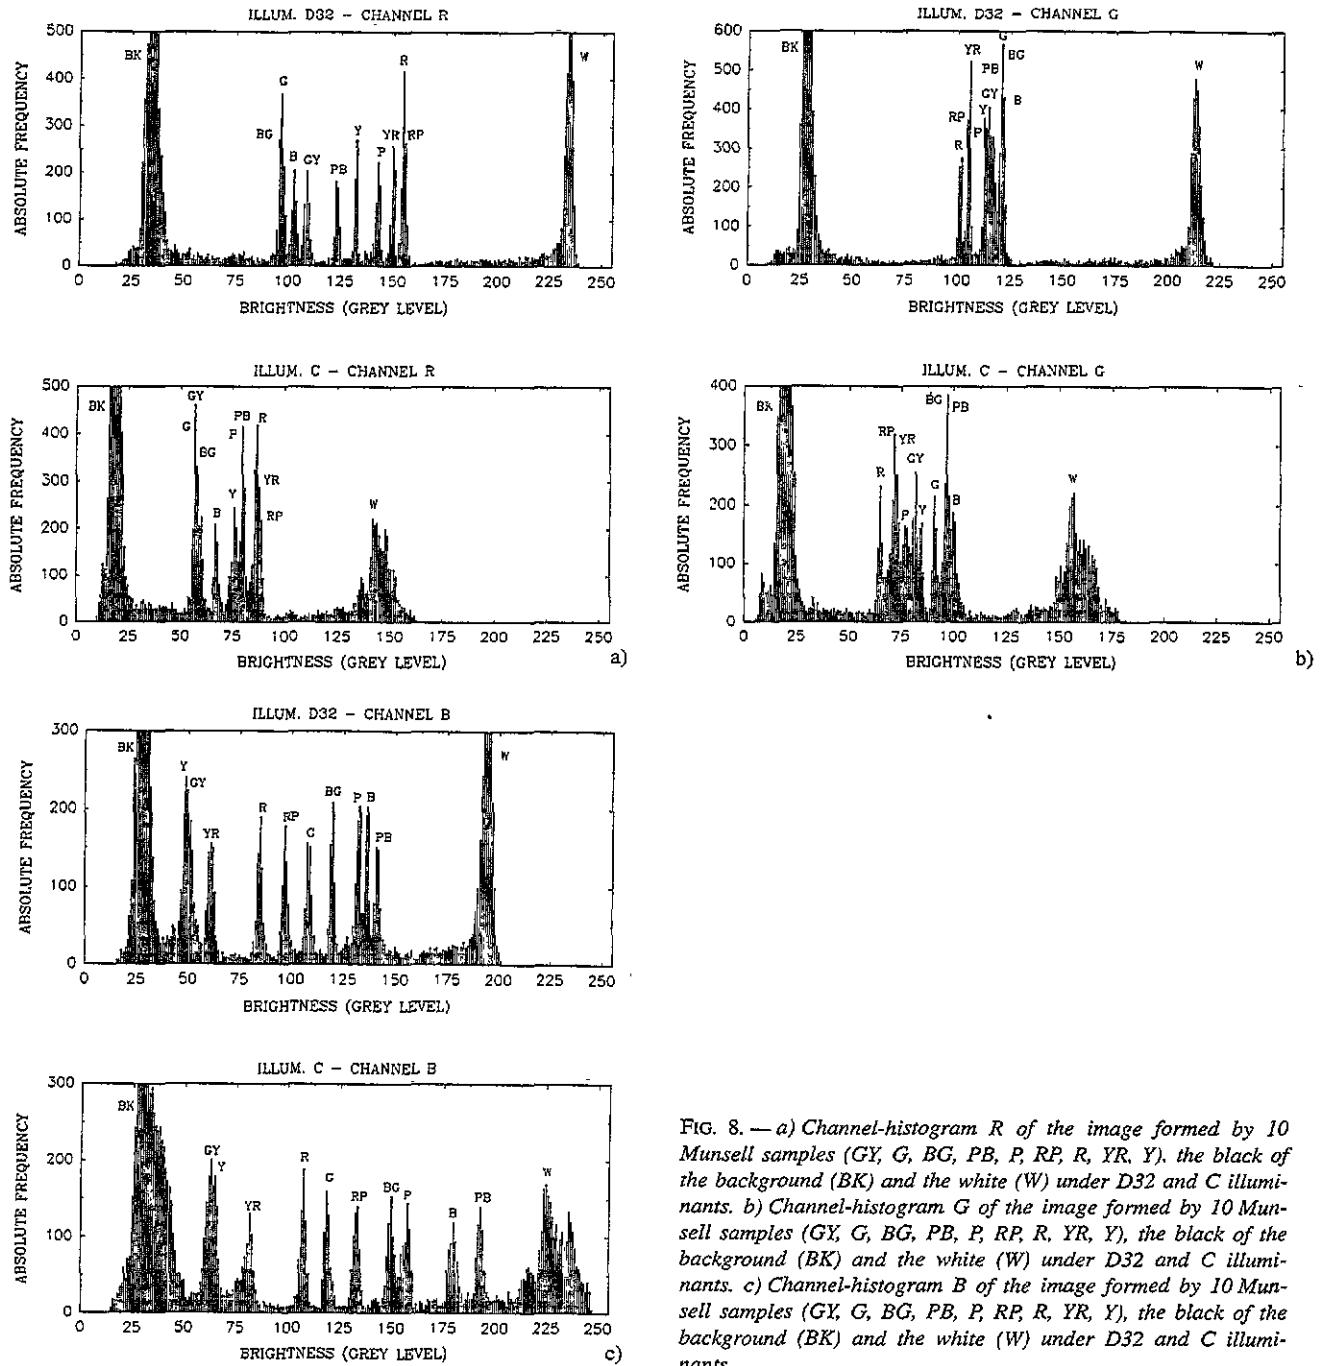 ILLUM. D32 – CHANNEL R
ABSOLUTE FREQUENCY
500
400
300
200
100
0
BK
BG
G
B
GY
PB
Y
P
YR
R
RP
W
0 25 50 75 100 125 150 175 200 225 250
BRIGHTNESS (GREY LEVEL)
ILLUM. D32 – CHANNEL G
ABSOLUTE FREQUENCY
600
500
400
300
200
100
0
BK
RP
R
YR
P
PB
GY
Y
G
BG
B
W
0 25 50 75 100 125 150 175 200 225 250
BRIGHTNESS (GREY LEVEL)
ILLUM. C – CHANNEL R
ABSOLUTE FREQUENCY
500
400
300
200
100
0
BK
GY
G
BG
B
P
PB
Y
R
YR
RP
W
0 25 50 75 100 125 150 175 200 225 250
BRIGHTNESS (GREY LEVEL)
a)
ILLUM. C – CHANNEL G
ABSOLUTE FREQUENCY
400
300
200
100
0
BK
RP
R
YR
GY
P
Y
G
BG
PB
B
W
0 25 50 75 100 125 150 175 200 225 250
BRIGHTNESS (GREY LEVEL)
b)
ILLUM. D32 – CHANNEL B
ABSOLUTE FREQUENCY
300
200
100
0
BK
Y
GY
YR
R
RP
G
BG
P
B
PB
W
0 25 50 75 100 125 150 175 200 225 250
BRIGHTNESS (GREY LEVEL)
ILLUM. C – CHANNEL B
ABSOLUTE FREQUENCY
300
200
100
0
BK
GY
Y
YR
R
G
RP
BG
P
B
PB
W
0 25 50 75 100 125 150 175 200 225 250
BRIGHTNESS (GREY LEVEL)
c)
FIG. 8. — a) Channel-histogram R of the image formed by 10
Munsell samples (GY, G, BG, PB, P, RP, R, YR, Y). the black of
the background (BK) and the white (W) under D32 and C illumi-
nants. b) Channel-histogram G of the image formed by 10 Mun-
sell samples (GY, G, BG, PB, P, RP, R, YR, Y), the black of the
background (BK) and the white (W) under D32 and C illumi-
nants. c) Channel-histogram B of the image formed by 10 Mun-
sell samples (GY, G, BG, PB, P, RP, R, YR, Y), the black of the
background (BK) and the white (W) under D32 and C illumi-
nants